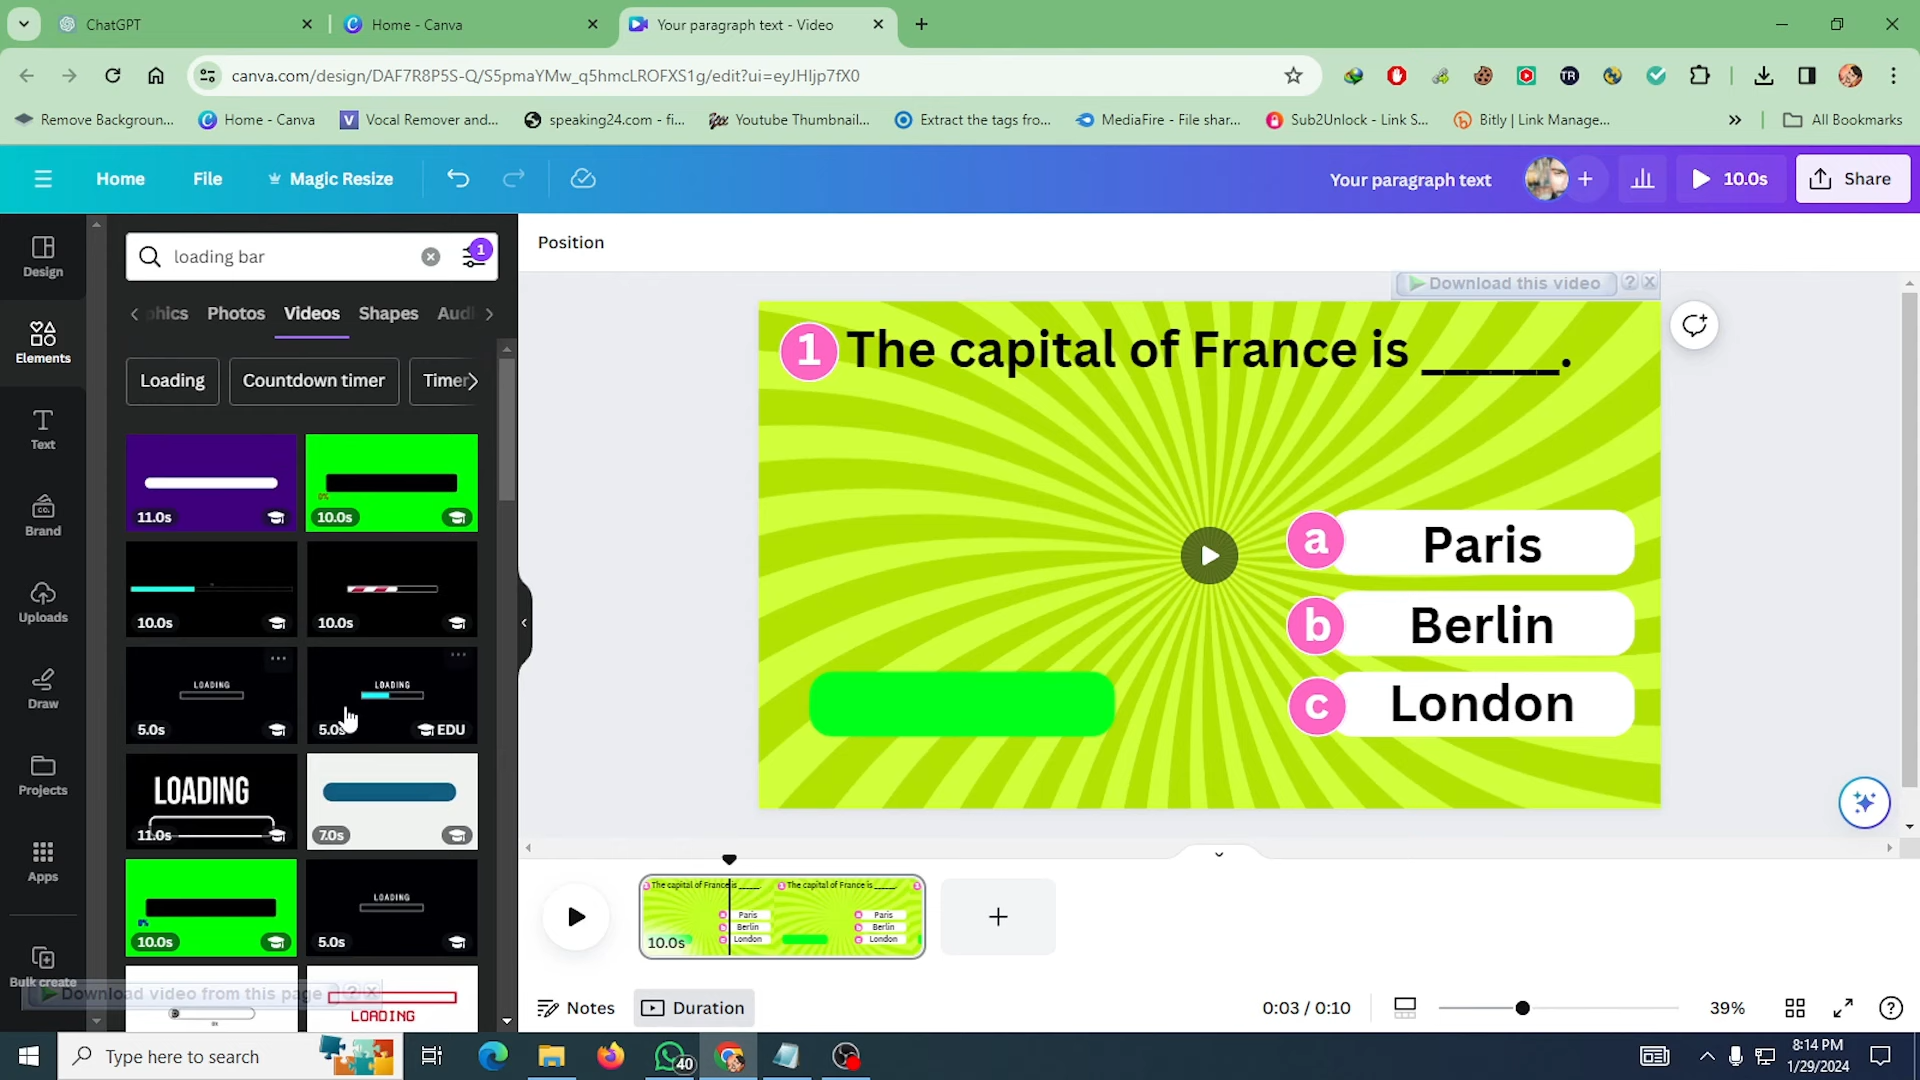 ChatGPT
Home - Canva
Your paragraph text - Video
canva.com/design/DAF7R8P5S-Q/S5pmaYMw_q5hmcLROFXS1g/edit?ui=eyJHIjp7fX0
Remove Backgroun...
Home - Canva
Vocal Remover and...
speaking24.com - fi...
Youtube Thumbnail...
Extract the tags fro...
MediaFire - File shar...
Sub2Unlock - Link S...
Bitly | Link Manage...
All Bookmarks
Home
File
Magic Resize
Your paragraph text
10.0s
Share
Design
Elements
Text
Brand
Uploads
Draw
Projects
Apps
Bulk create
loading bar
1
phics
Photos
Videos
Shapes
Audi
Loading
Countdown timer
Timer
11.0s
0%
10.0s
10.0s
10.0s
LOADING
5.0s
LOADING
5.0s
EDU
LOADING
11.0s
7.0s
10.0s
LOADING
5.0s
LOADING
Download video from this page
Position
Download this video
1 The capital of France is ______.
a Paris
b Berlin
c London
The capital of France is _____.
The capital of France is _____.
a Paris
b Berlin
c London
a Paris
b Berlin
c London
10.0s
Notes
Duration
0:03 / 0:10
39%
Type here to search
40
8:14 PM
1/29/2024